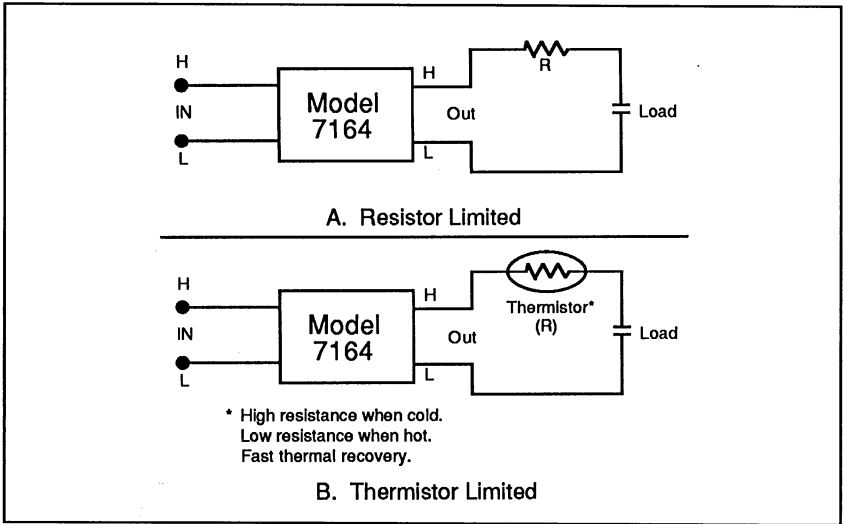 H
IN
L
Model
7164
H
Out
L
R
Load
A. Resistor Limited
H
IN
L
Model
7164
H
Out
L
Thermistor*
(R)
Load
* High resistance when cold.
Low resistance when hot.
Fast thermal recovery.
B. Thermistor Limited